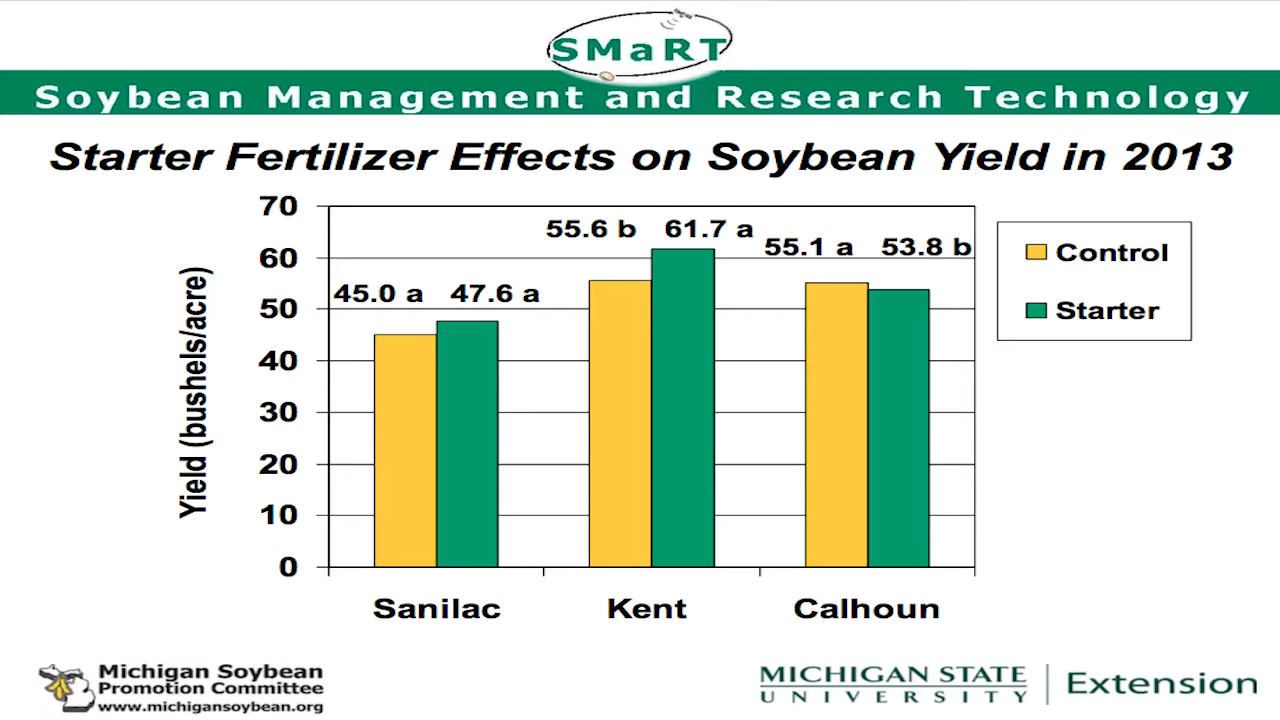 SMaRT
Soybean Management and Research Technology
Starter Fertilizer Effects on Soybean Yield in 2013
Yield (bushels/acre)
70
60
50
40
30
20
10
0
45.0 a 47.6 a
55.6 b 61.7 a
55.1 a 53.8 b
Control
Starter
Sanilac Kent Calhoun
Michigan Soybean
Promotion Committee
www.michigansoybean.org
MICHIGAN STATE
UNIVERSITY
Extension